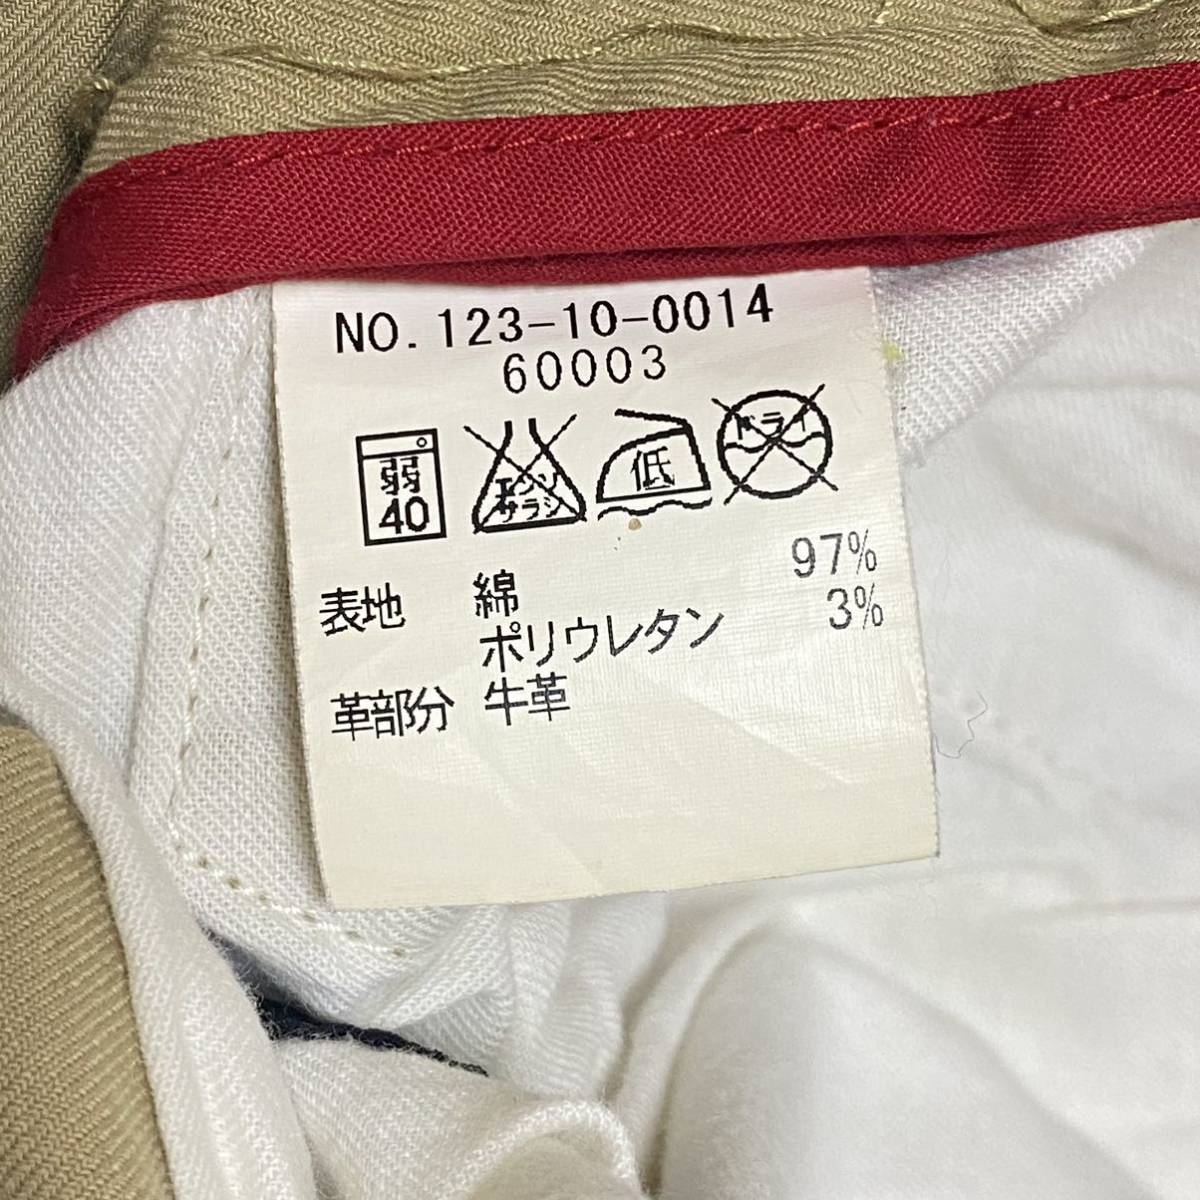 NO. 123-10-0014
60003
弱 40 エンソ サラシ 低 ドライ
表地 綿 97%
ポリウレタン 3%
革部分 牛革